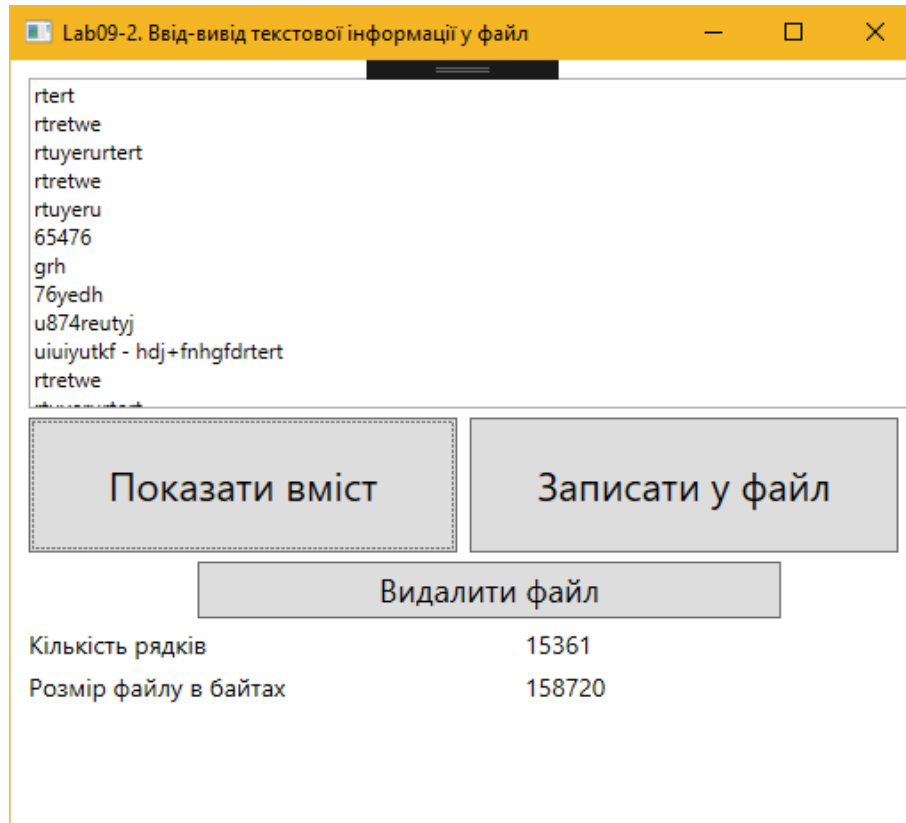 Lab09-2. Ввід-вивід текстової інформації у файл
rtert
rtretwe
rtuyerurtert
rtretwe
rtuyeru
65476
grh
76yedh
u874reutyj
uiuiyutkf - hdj+fnhgfdrtert
rtretwe
Показати вміст
Записати у файл
Видалити файл
Кількість рядків 15361
Розмір файлу в байтах 158720